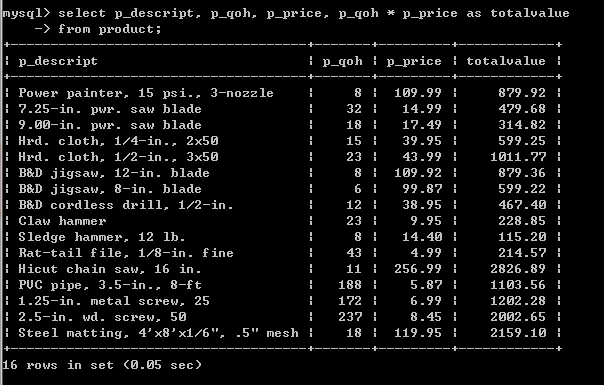 mysql> select p_descript, p_qoh, p_price, p_qoh * p_price as totalvalue
    -> from product;
+----------------------------------+-------+---------+------------+
| p_descript                       | p_qoh | p_price | totalvalue |
+----------------------------------+-------+---------+------------+
| Power painter, 15 psi., 3-nozzle |     8 |  109.99 |     879.92 |
| 7.25-in. pwr. saw blade          |    32 |   14.99 |     479.68 |
| 9.00-in. pwr. saw blade          |    18 |   17.49 |     314.82 |
| Hrd. cloth, 1/4-in., 2x50        |    15 |   39.95 |     599.25 |
| Hrd. cloth, 1/2-in., 3x50        |    23 |   43.99 |    1011.77 |
| B&D jigsaw, 12-in. blade         |     8 |  109.92 |     879.36 |
| B&D jigsaw, 8-in. blade          |     6 |   99.87 |     599.22 |
| B&D cordless drill, 1/2-in.      |    12 |   38.95 |     467.40 |
| Claw hammer                      |    23 |    9.95 |     228.85 |
| Sledge hammer, 12 lb.            |     8 |   14.40 |     115.20 |
| Rat-tail file, 1/8-in. fine      |    43 |    4.99 |     214.57 |
| Hicut chain saw, 16 in.          |    11 |  256.99 |    2826.89 |
| PVC pipe, 3.5-in., 8-ft          |   188 |    5.87 |    1103.56 |
| 1.25-in. metal screw, 25         |   172 |    6.99 |    1202.28 |
| 2.5-in. wd. screw, 50            |   237 |    8.45 |    2002.65 |
| Steel matting, 4'x8'x1/6", .5" mesh |    18 |  119.95 |    2159.10 |
+----------------------------------+-------+---------+------------+
16 rows in set (0.05 sec)